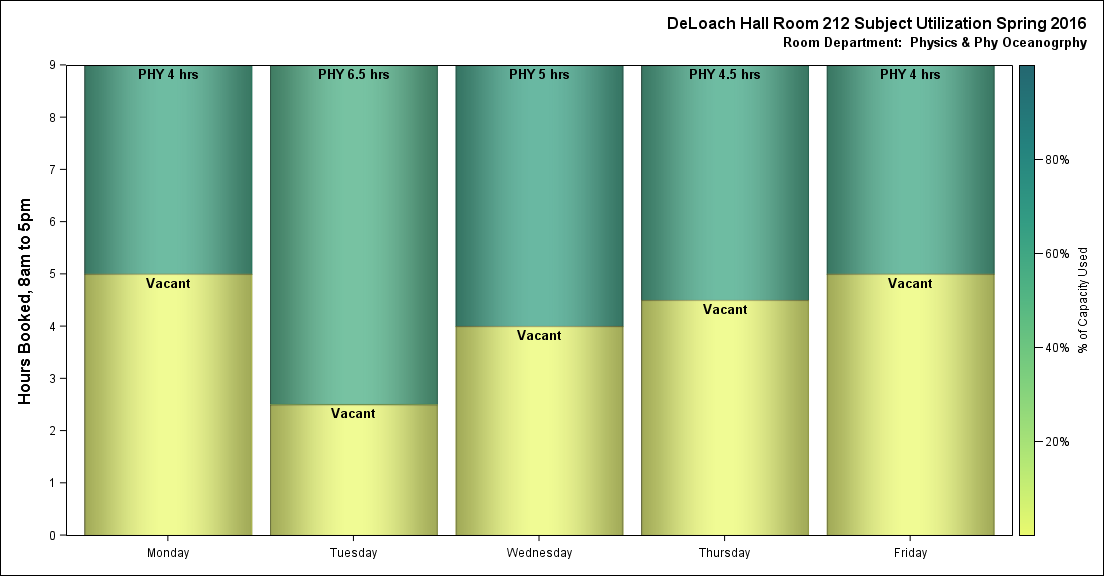 DeLoach Hall Room 212 Subject Utilization Spring 2016
Room Department:  Physics & Phy Oceanogrphy
Hours Booked, 8am to 5pm
9
8
7
6
5
4
3
2
1
0
PHY 4 hrs
PHY 6.5 hrs
PHY 5 hrs
PHY 4.5 hrs
PHY 4 hrs
Vacant
Vacant
Vacant
Vacant
Vacant
Monday
Tuesday
Wednesday
Thursday
Friday
80%
60%
40%
20%
% of Capacity Used